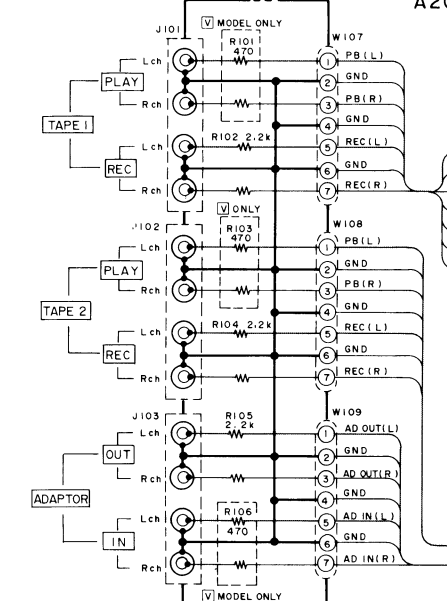 A20
V MODEL ONLY
J101
W107
R101
470
Lch
1 PB(L)
PLAY
2 GND
Rch
3 PB(R)
4 GND
TAPE 1
Lch
R102 2.2k
5 REC(L)
REC
6 GND
Rch
7 REC(R)
V ONLY
J102
W108
R103
470
Lch
1 PB(L)
PLAY
2 GND
Rch
3 PB(R)
4 GND
TAPE 2
Lch
R104 2.2k
5 REC(L)
REC
6 GND
Rch
7 REC(R)
J103
W109
R105
2.2k
Lch
1 AD OUT(L)
OUT
2 GND
Rch
3 AD OUT(R)
ADAPTOR
4 GND
Lch
R106
470
5 AD IN(L)
IN
6 GND
Rch
7 AD IN(R)
V MODEL ONLY